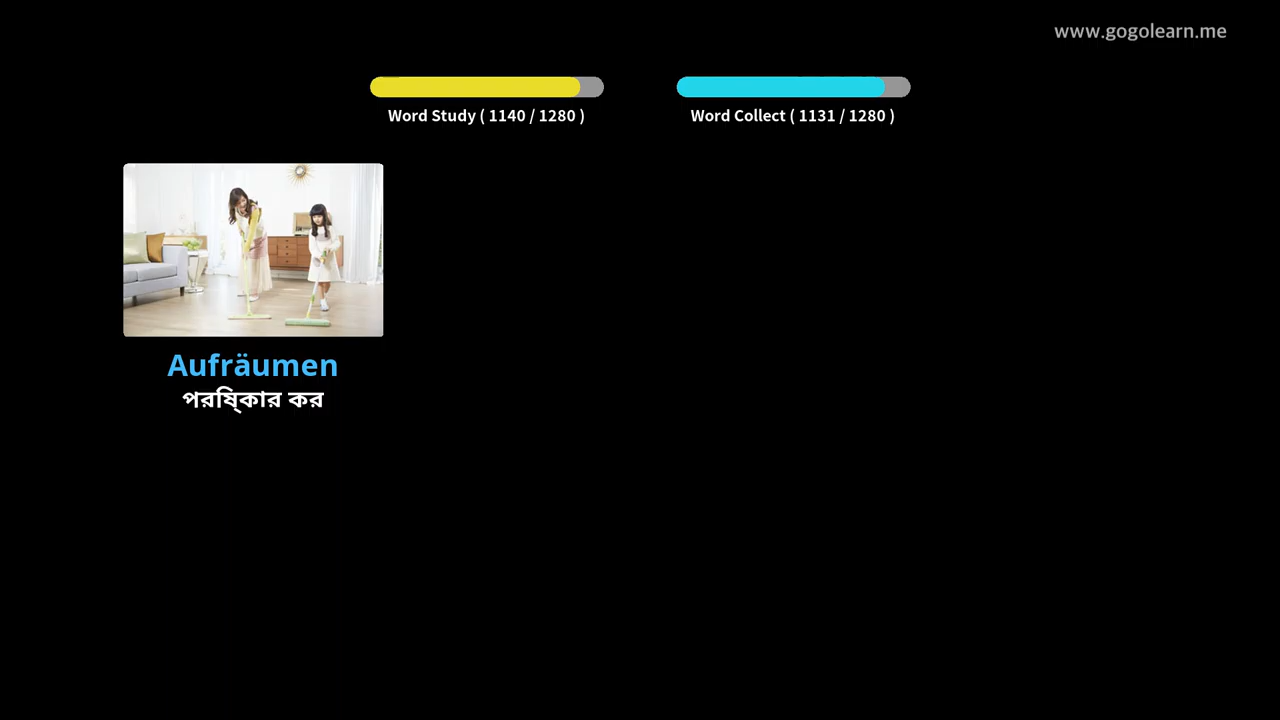 www.gogolearn.me
Word Study ( 1140 / 1280 )
Word Collect ( 1131 / 1280 )
Aufräumen
পরিষ্কার কর